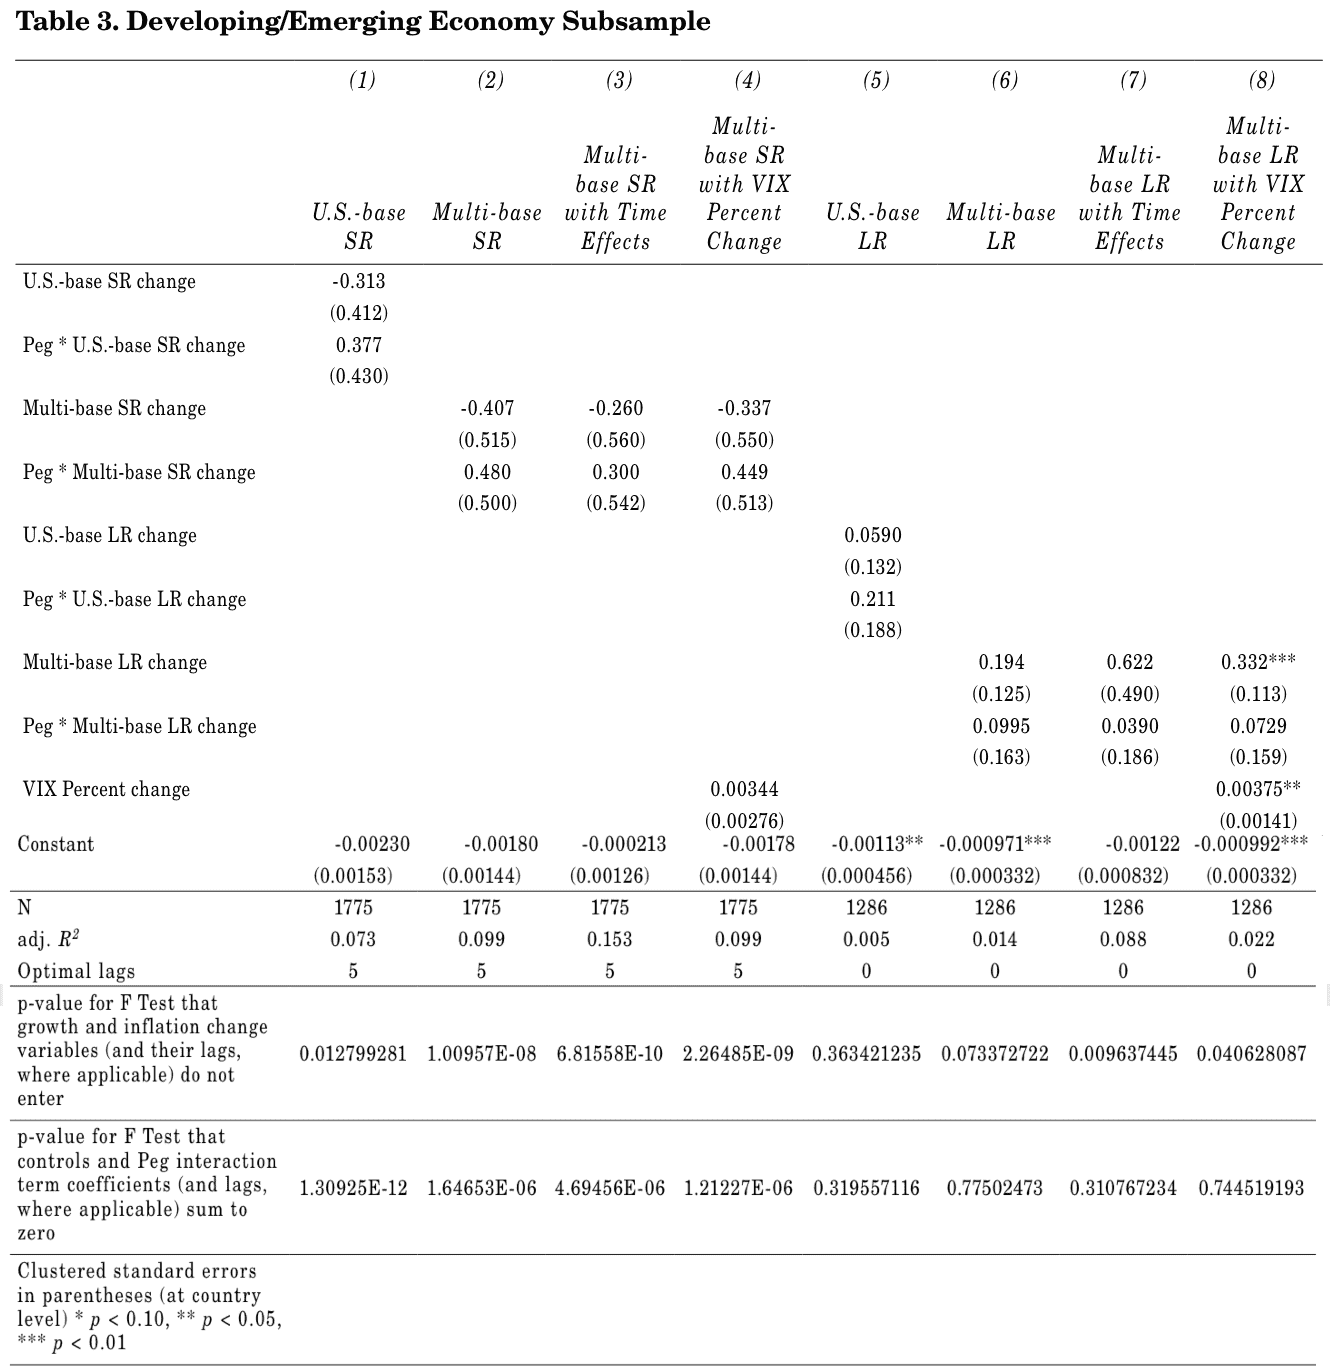 Table 3. Developing/Emerging Economy Subsample
(1) (2) (3) (4) (5) (6) (7) (8)
U.S.-base SR Multi-base SR Multi-base SR with Time Effects Multi-base SR with VIX Percent Change U.S.-base LR Multi-base LR Multi-base LR with Time Effects Multi-base LR with VIX Percent Change
U.S.-base SR change -0.313
(0.412)
Peg * U.S.-base SR change 0.377
(0.430)
Multi-base SR change -0.407 -0.260 -0.337
(0.515) (0.560) (0.550)
Peg * Multi-base SR change 0.480 0.300 0.449
(0.500) (0.542) (0.513)
U.S.-base LR change 0.0590
(0.132)
Peg * U.S.-base LR change 0.211
(0.188)
Multi-base LR change 0.194 0.622 0.332***
(0.125) (0.490) (0.113)
Peg * Multi-base LR change 0.0995 0.0390 0.0729
(0.163) (0.186) (0.159)
VIX Percent change 0.00344 0.00375**
(0.00276) (0.00141)
Constant -0.00230 -0.00180 -0.000213 -0.00178 -0.00113** -0.000971*** -0.00122 -0.000992***
(0.00153) (0.00144) (0.00126) (0.00144) (0.000456) (0.000332) (0.000832) (0.000332)
N 1775 1775 1775 1775 1286 1286 1286 1286
adj. R² 0.073 0.099 0.153 0.099 0.005 0.014 0.088 0.022
Optimal lags 5 5 5 5 0 0 0 0
p-value for F Test that
growth and inflation change
variables (and their lags, 0.012799281 1.00957E-08 6.81558E-10 2.26485E-09 0.363421235 0.073372722 0.009637445 0.040628087
where applicable) do not
enter
p-value for F Test that
controls and Peg interaction
term coefficients (and lags, 1.30925E-12 1.64653E-06 4.69456E-06 1.21227E-06 0.319557116 0.77502473 0.310767234 0.744519193
where applicable) sum to
zero
Clustered standard errors
in parentheses (at country
level) * p < 0.10, ** p < 0.05,
*** p < 0.01